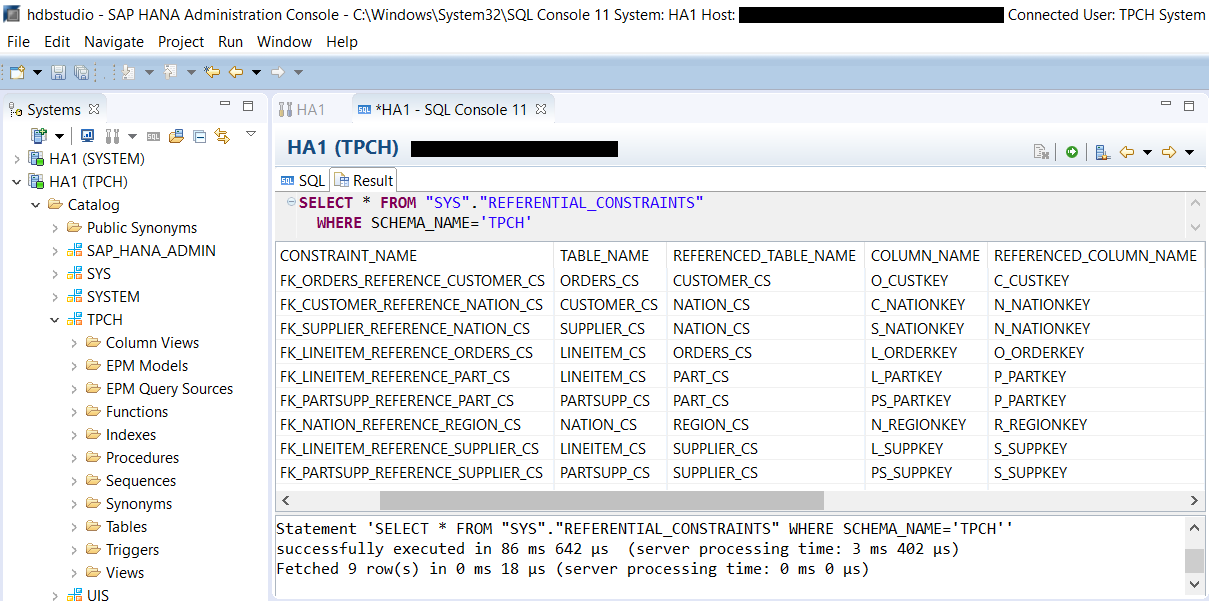 hdbstudio - SAP HANA Administration Console - C:\Windows\System32\SQL Console 11 System: HA1 Host: Connected User: TPCH System
File Edit Navigate Project Run Window Help
Systems
HA1 (SYSTEM)
HA1 (TPCH)
Catalog
Public Synonyms
SAP_HANA_ADMIN
SYS
SYSTEM
TPCH
Column Views
EPM Models
EPM Query Sources
Functions
Indexes
Procedures
Sequences
Synonyms
Tables
Triggers
Views
UIS
HA1 *HA1 - SQL Console 11
HA1 (TPCH)
SQL Result
SELECT * FROM "SYS"."REFERENTIAL_CONSTRAINTS"
WHERE SCHEMA_NAME='TPCH'
CONSTRAINT_NAME TABLE_NAME REFERENCED_TABLE_NAME COLUMN_NAME REFERENCED_COLUMN_NAME
FK_ORDERS_REFERENCE_CUSTOMER_CS ORDERS_CS CUSTOMER_CS O_CUSTKEY C_CUSTKEY
FK_CUSTOMER_REFERENCE_NATION_CS CUSTOMER_CS NATION_CS C_NATIONKEY N_NATIONKEY
FK_SUPPLIER_REFERENCE_NATION_CS SUPPLIER_CS NATION_CS S_NATIONKEY N_NATIONKEY
FK_LINEITEM_REFERENCE_ORDERS_CS LINEITEM_CS ORDERS_CS L_ORDERKEY O_ORDERKEY
FK_LINEITEM_REFERENCE_PART_CS LINEITEM_CS PART_CS L_PARTKEY P_PARTKEY
FK_PARTSUPP_REFERENCE_PART_CS PARTSUPP_CS PART_CS PS_PARTKEY P_PARTKEY
FK_NATION_REFERENCE_REGION_CS NATION_CS REGION_CS N_REGIONKEY R_REGIONKEY
FK_LINEITEM_REFERENCE_SUPPLIER_CS LINEITEM_CS SUPPLIER_CS L_SUPPKEY S_SUPPKEY
FK_PARTSUPP_REFERENCE_SUPPLIER_CS PARTSUPP_CS SUPPLIER_CS PS_SUPPKEY S_SUPPKEY
Statement 'SELECT * FROM "SYS"."REFERENTIAL_CONSTRAINTS" WHERE SCHEMA_NAME='TPCH''
successfully executed in 86 ms 642 µs (server processing time: 3 ms 402 µs)
Fetched 9 row(s) in 0 ms 18 µs (server processing time: 0 ms 0 µs)